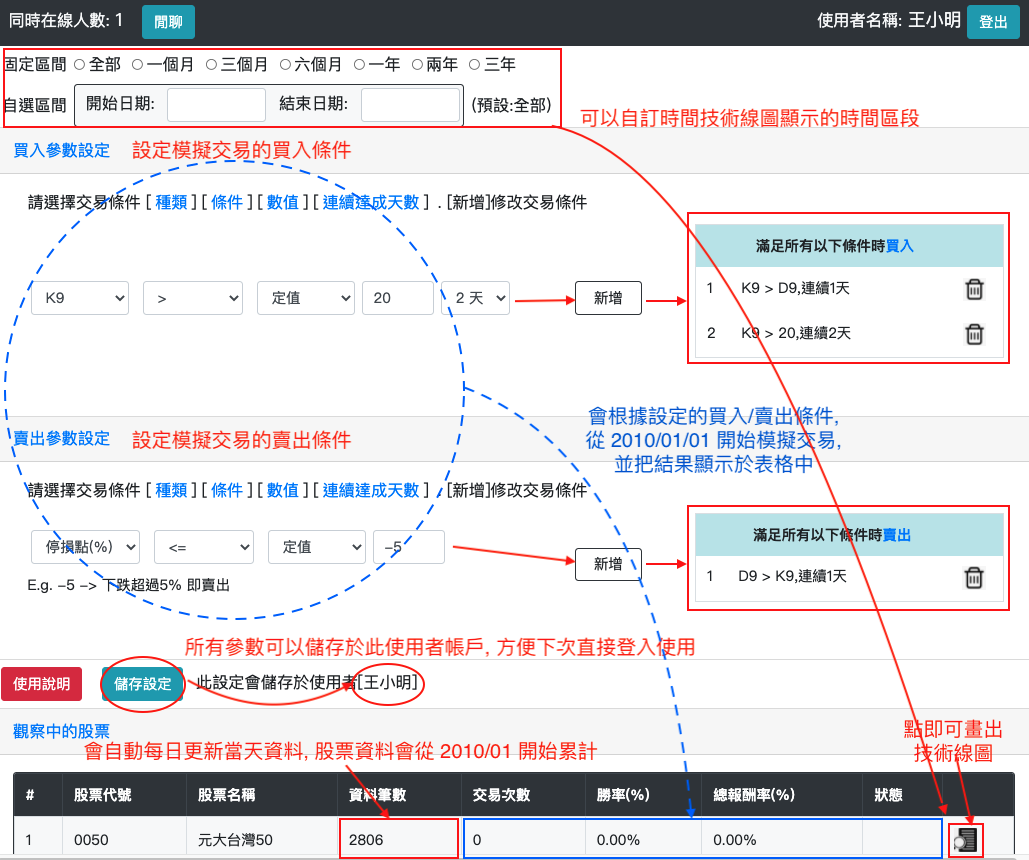 同時在線人數: 1 閒聊 使用者名稱: 王小明 登出
固定區間 全部 一個月 三個月 六個月 一年 兩年 三年
自選區間 開始日期: 結束日期: (預設:全部)
可以自訂時間技術線圖顯示的時間區段
買入參數設定 設定模擬交易的買入條件
請選擇交易條件 [ 種類 ] [ 條件 ] [ 數值 ] [ 連續達成天數 ] . [新增]修改交易條件
滿足所有以下條件時買入
K9 > 定值 20 2 天 新增
1 K9 > D9,連續1天
2 K9 > 20,連續2天
會根據設定的買入/賣出條件,
從 2010/01/01 開始模擬交易,
並把結果顯示於表格中
賣出參數設定 設定模擬交易的賣出條件
請選擇交易條件 [ 種類 ] [ 條件 ] [ 數值 ] [ 連續達成天數 ] . [新增]修改交易條件
滿足所有以下條件時賣出
停損點(%) <= 定值 -5 新增
1 D9 > K9,連續1天
E.g. -5 -> 下跌超過5% 即賣出
所有參數可以儲存於此使用者帳戶, 方便下次直接登入使用
使用說明 儲存設定 此設定會儲存於使用者[王小明]
觀察中的股票
會自動每日更新當天資料, 股票資料會從 2010/01 開始累計
點即可畫出
技術線圖
# 股票代號 股票名稱 資料筆數 交易次數 勝率(%) 總報酬率(%) 狀態
1 0050 元大台灣50 2806 0 0.00% 0.00%